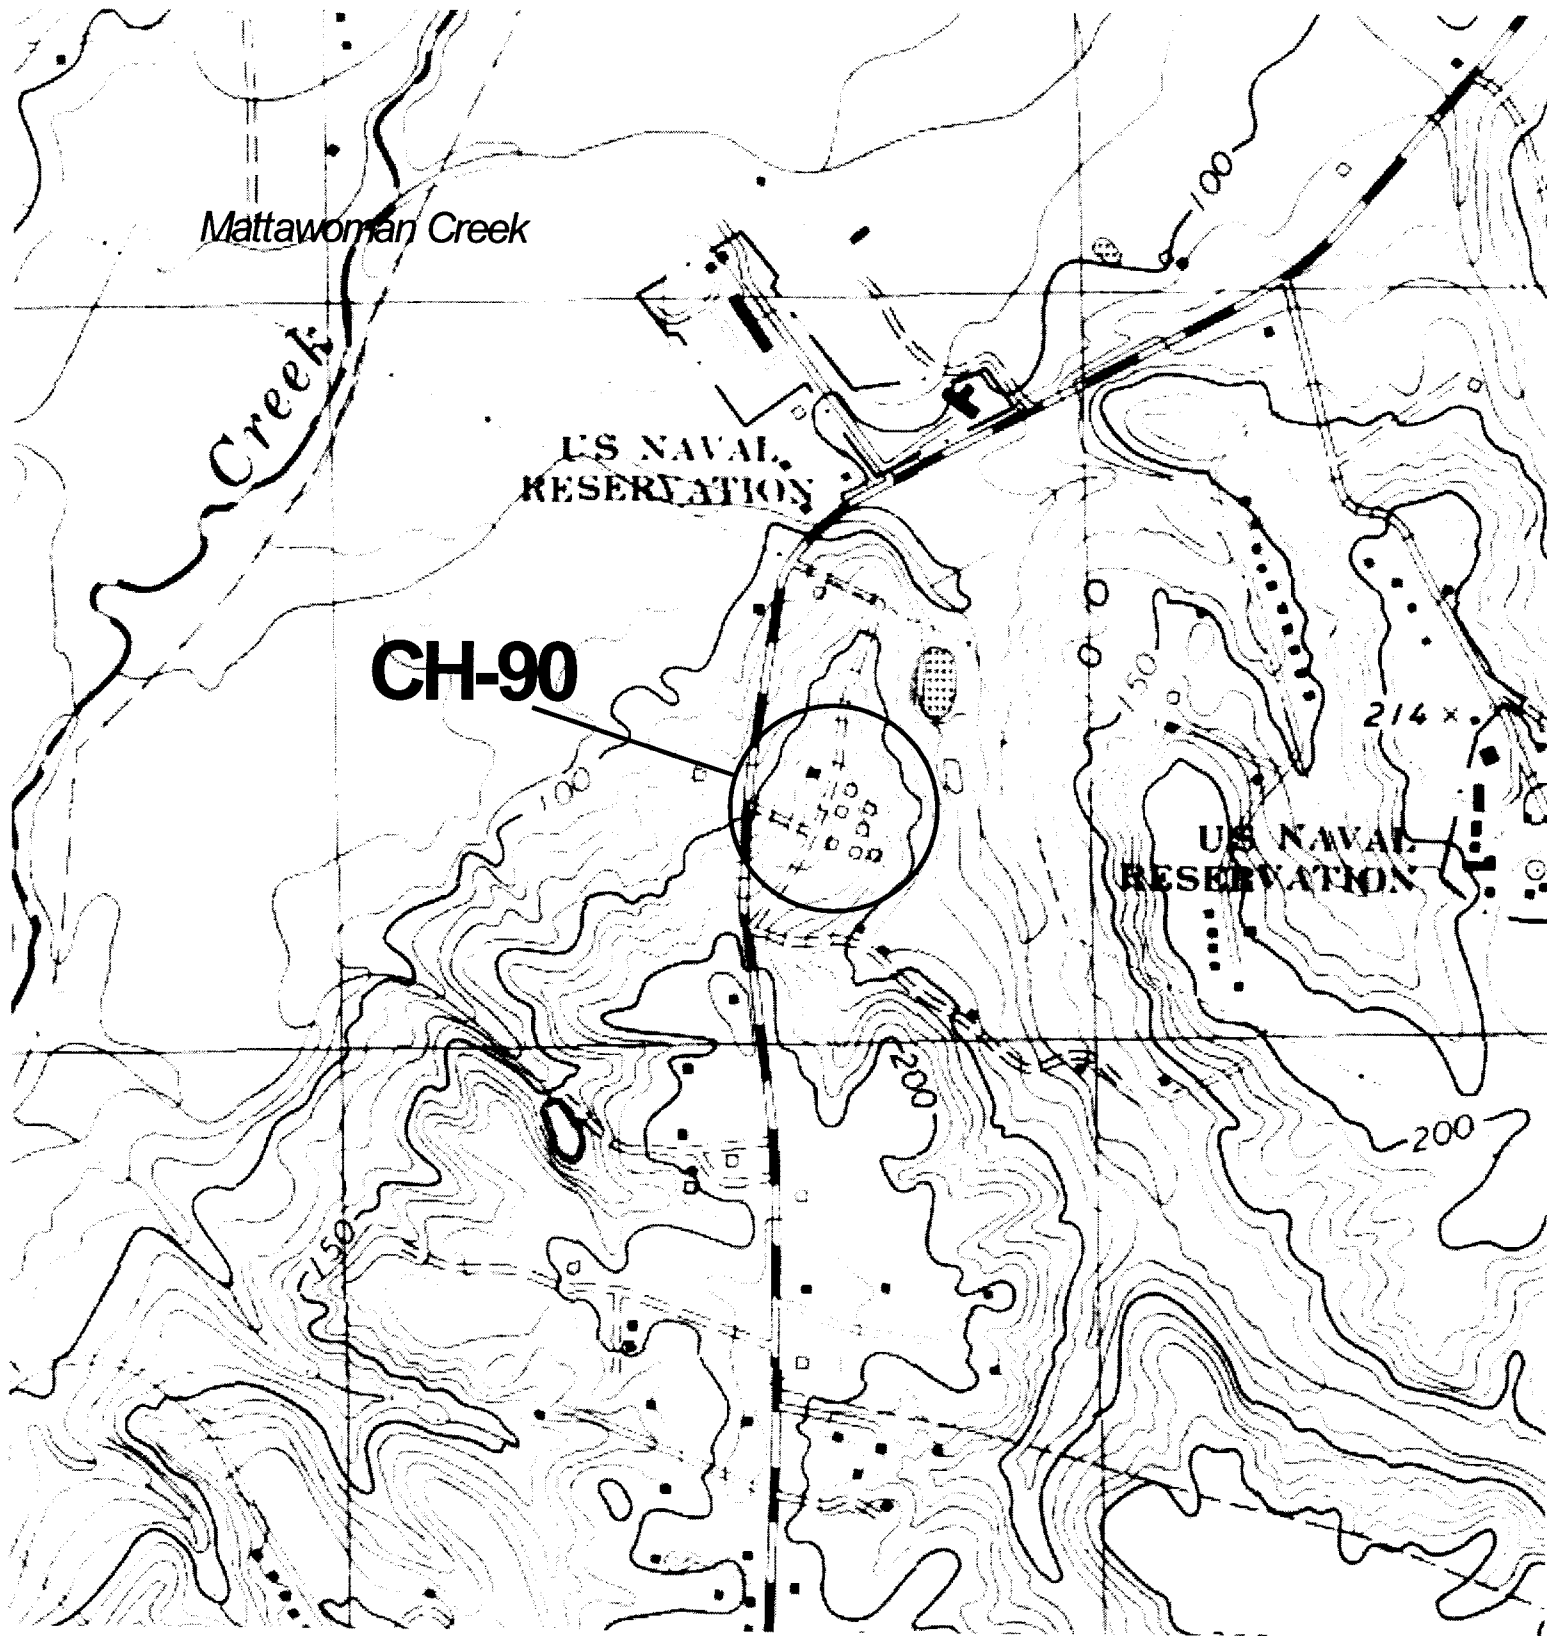 100
Mattawoman Creek
Creek
US NAVAL
RESERVATION
CH-90
150
214 ×
100
US NAVAL
RESERVATION
200
200
150